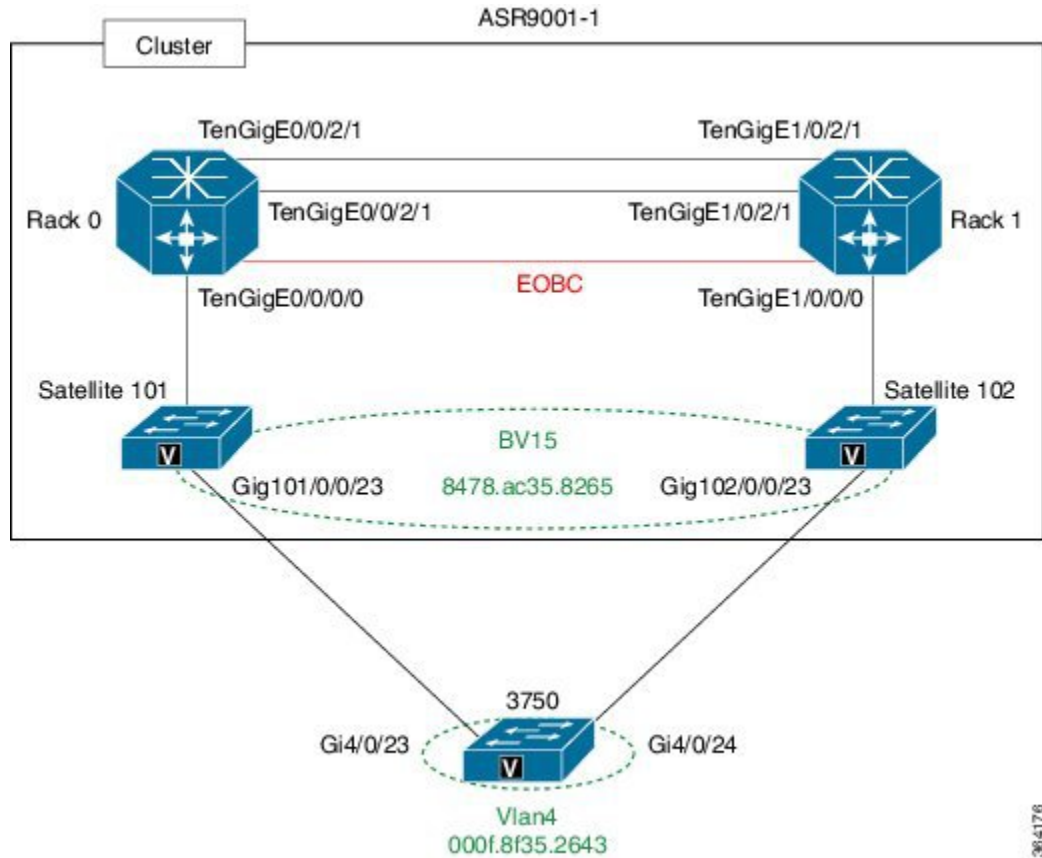 ASR9001-1
Cluster
TenGigE0/0/2/1
TenGigE1/0/2/1
Rack 0
TenGigE0/0/2/1
TenGigE1/0/2/1
Rack 1
EOBC
TenGigE0/0/0/0
TenGigE1/0/0/0
Satellite 101
Satellite 102
BV15
V
V
Gig101/0/0/23
8478.ac35.8265
Gig102/0/0/23
3750
Gi4/0/23
Gi4/0/24
V
Vlan4
000f.8f35.2643
364176